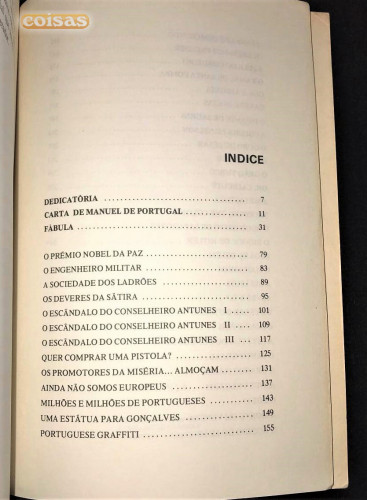 coisas
INDICE
DEDICATÓRIA ........................... 7
CARTA DE MANUEL DE PORTUGAL ............ 11
FÁBULA ................................ 31
O PRÉMIO NOBEL DA PAZ .................. 79
O ENGENHEIRO MILITAR ................... 83
A SOCIEDADE DOS LADRÕES ................ 89
OS DEVERES DA SÁTIRA ................... 95
O ESCÂNDALO DO CONSELHEIRO ANTUNES I ..... 101
O ESCÂNDALO DO CONSELHEIRO ANTUNES II .... 109
O ESCÂNDALO DO CONSELHEIRO ANTUNES III ... 117
QUER COMPRAR UMA PISTOLA? .............. 125
OS PROMOTORES DA MISÉRIA... ALMOÇAM ..... 131
AINDA NÃO SOMOS EUROPEUS ............... 137
MILHÕES E MILHÕES DE PORTUGUESES ........ 143
UMA ESTÁTUA PARA GONÇALVES ............. 149
PORTUGUESE GRAFFITI .................... 155